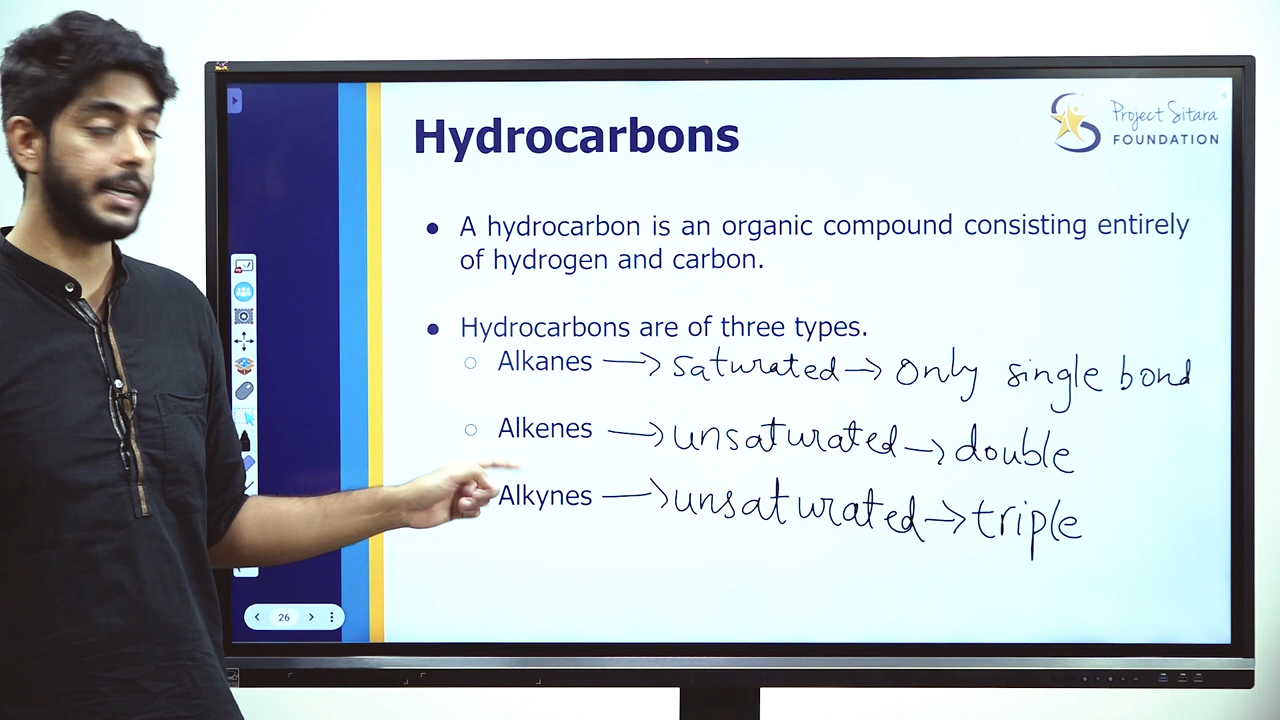 Project Sitara
FOUNDATION
Hydrocarbons
● A hydrocarbon is an organic compound consisting entirely
of hydrogen and carbon.
● Hydrocarbons are of three types.
○ Alkanes → saturated → only single bond
○ Alkenes → unsaturated → double
Alkynes → unsaturated → triple
26